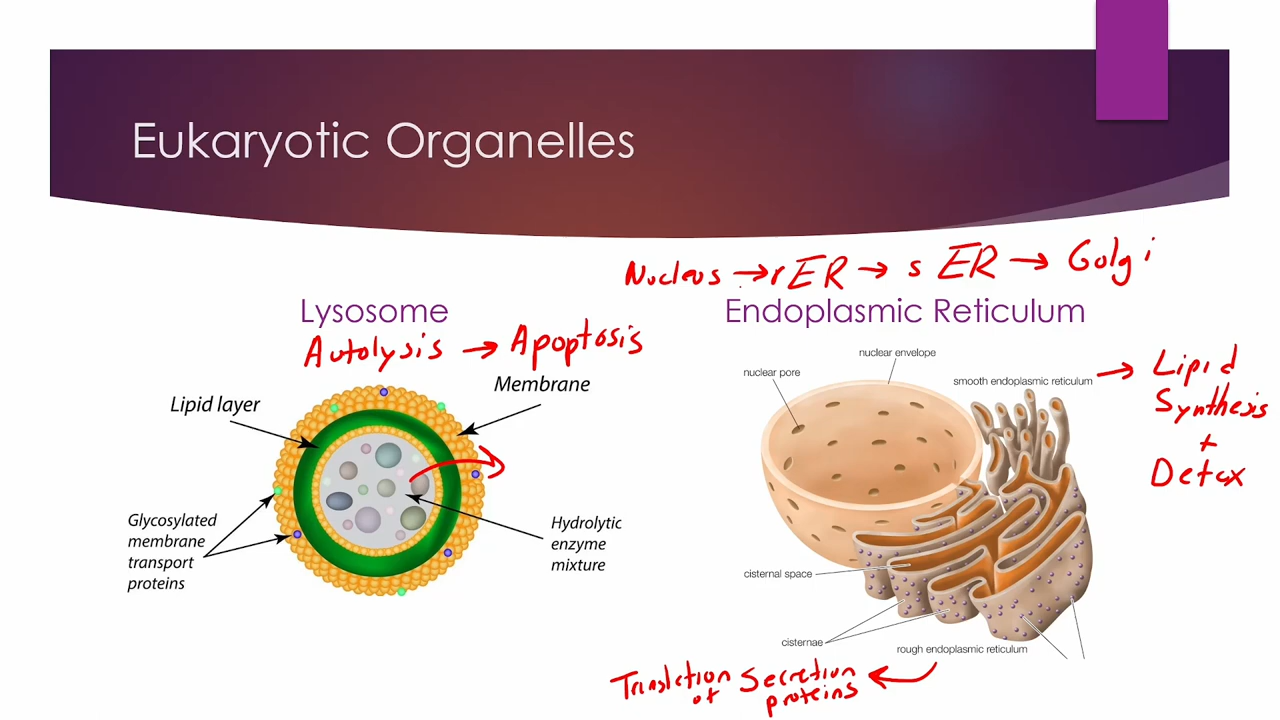 Eukaryotic Organelles
Nucleus → rER → sER → Golgi
Lysosome
Autolysis → Apoptosis
Membrane
Lipid layer
Glycosylated
membrane
transport
proteins
Hydrolytic
enzyme
mixture
Endoplasmic Reticulum
nuclear envelope
nuclear pore
smooth endoplasmic reticulum
→ Lipid
Synthesis
+
Detox
cisternal space
cisternae
rough endoplasmic reticulum
Translation Secretion
of proteins